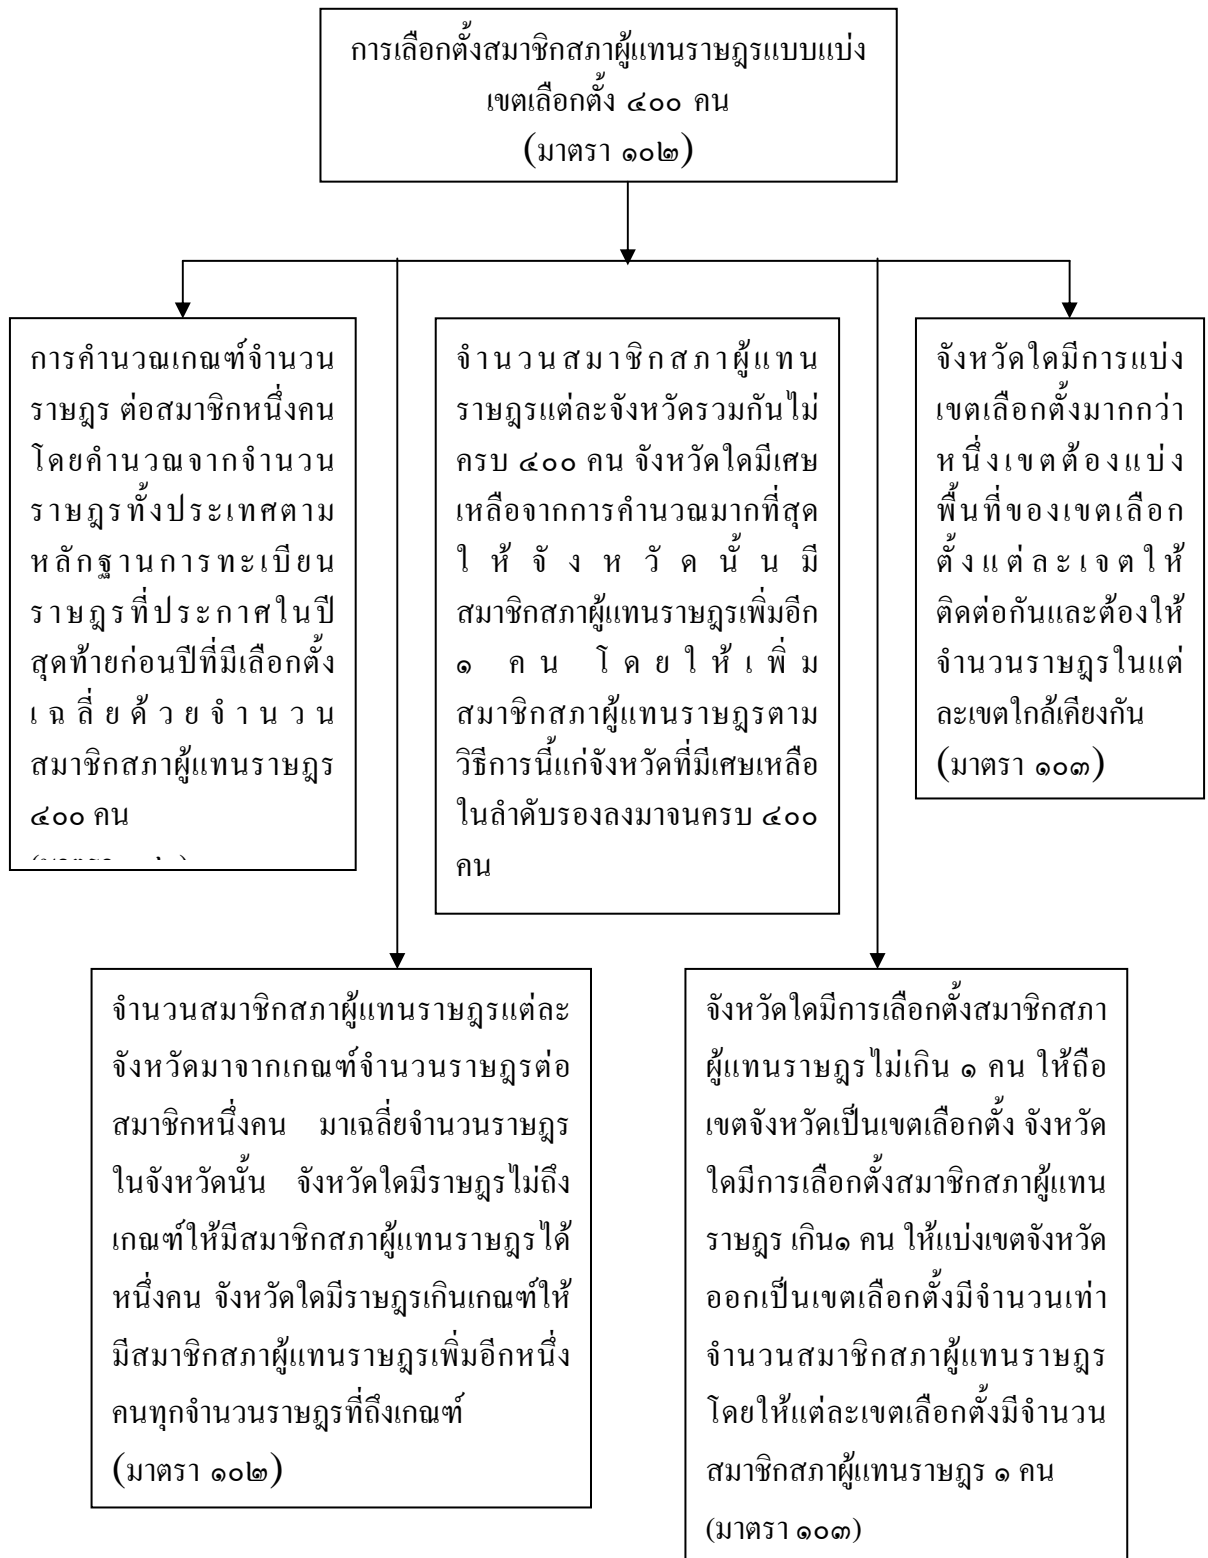 การเลือกตั้งสมาชิกสภาผู้แทนราษฎรแบบแบ่ง
เขตเลือกตั้ง ๔๐๐ คน
(มาตรา ๑๐๒)
การคำนวณเกณฑ์จำนวน
ราษฎร ต่อสมาชิกหนึ่งคน
โดยคำนวณจากจำนวน
ราษฎรทั้งประเทศตาม
หลักฐานการทะเบียน
ราษฎรที่ประกาศในปี
สุดท้ายก่อนปีที่มีเลือกตั้ง
เฉลี่ยด้วยจำนวน
สมาชิกสภาผู้แทนราษฎร
๔๐๐ คน
จำนวนสมาชิกสภาผู้แทน
ราษฎรแต่ละจังหวัดรวมกันไม่
ครบ ๔๐๐ คน จังหวัดใดมีเศษ
เหลือจากการคำนวณมากที่สุด
ให้จังหวัดนั้นมี
สมาชิกสภาผู้แทนราษฎรเพิ่มอีก
๑ คน โดยให้เพิ่ม
สมาชิกสภาผู้แทนราษฎรตาม
วิธีการนี้แก่จังหวัดที่มีเศษเหลือ
ในลำดับรองลงมาจนครบ ๔๐๐
คน
จังหวัดใดมีการแบ่ง
เขตเลือกตั้งมากกว่า
หนึ่งเขตต้องแบ่ง
พื้นที่ของเขตเลือก
ตั้งแต่ละเจตให้
ติดต่อกันและต้องให้
จำนวนราษฎรในแต่
ละเขตใกล้เคียงกัน
(มาตรา ๑๐๓)
จำนวนสมาชิกสภาผู้แทนราษฎรแต่ละ
จังหวัดมาจากเกณฑ์จำนวนราษฎรต่อ
สมาชิกหนึ่งคน มาเฉลี่ยจำนวนราษฎร
ในจังหวัดนั้น จังหวัดใดมีราษฎรไม่ถึง
เกณฑ์ให้มีสมาชิกสภาผู้แทนราษฎรได้
หนึ่งคน จังหวัดใดมีราษฎรเกินเกณฑ์ให้
มีสมาชิกสภาผู้แทนราษฎรเพิ่มอีกหนึ่ง
คนทุกจำนวนราษฎรที่ถึงเกณฑ์
(มาตรา ๑๐๒)
จังหวัดใดมีการเลือกตั้งสมาชิกสภา
ผู้แทนราษฎรไม่เกิน ๑ คน ให้ถือ
เขตจังหวัดเป็นเขตเลือกตั้ง จังหวัด
ใดมีการเลือกตั้งสมาชิกสภาผู้แทน
ราษฎร เกิน๑ คน ให้แบ่งเขตจังหวัด
ออกเป็นเขตเลือกตั้งมีจำนวนเท่า
จำนวนสมาชิกสภาผู้แทนราษฎร
โดยให้แต่ละเขตเลือกตั้งมีจำนวน
สมาชิกสภาผู้แทนราษฎร ๑ คน
(มาตรา ๑๐๓)